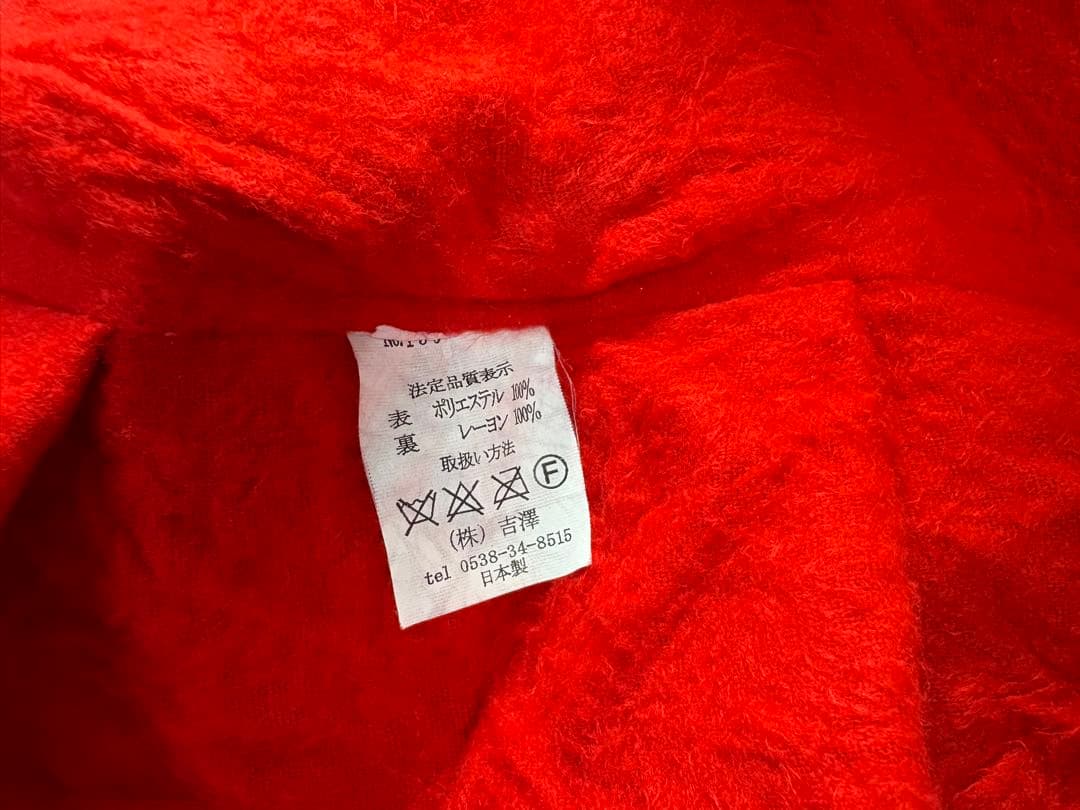 法定品質表示
表 ポリエステル 100%
裏 レーヨン 100%
取扱い方法
F
(株) 吉澤
tel 0538-34-8515
日本製